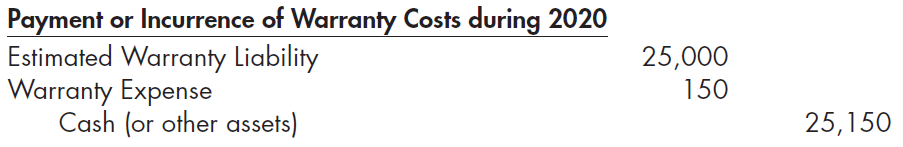 Payment or Incurrence of Warranty Costs during 2020
Estimated Warranty Liability 25,000
Warranty Expense 150
Cash (or other assets) 25,150